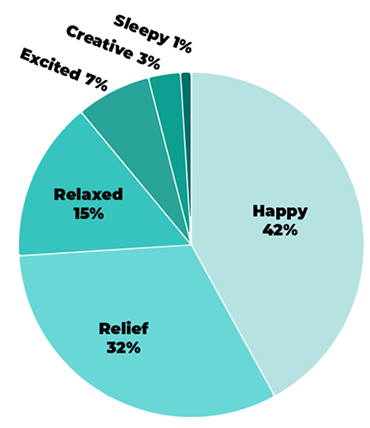 Sleepy 1%
Creative 3%
Excited 7%
Relaxed
15%
Happy
42%
Relief
32%